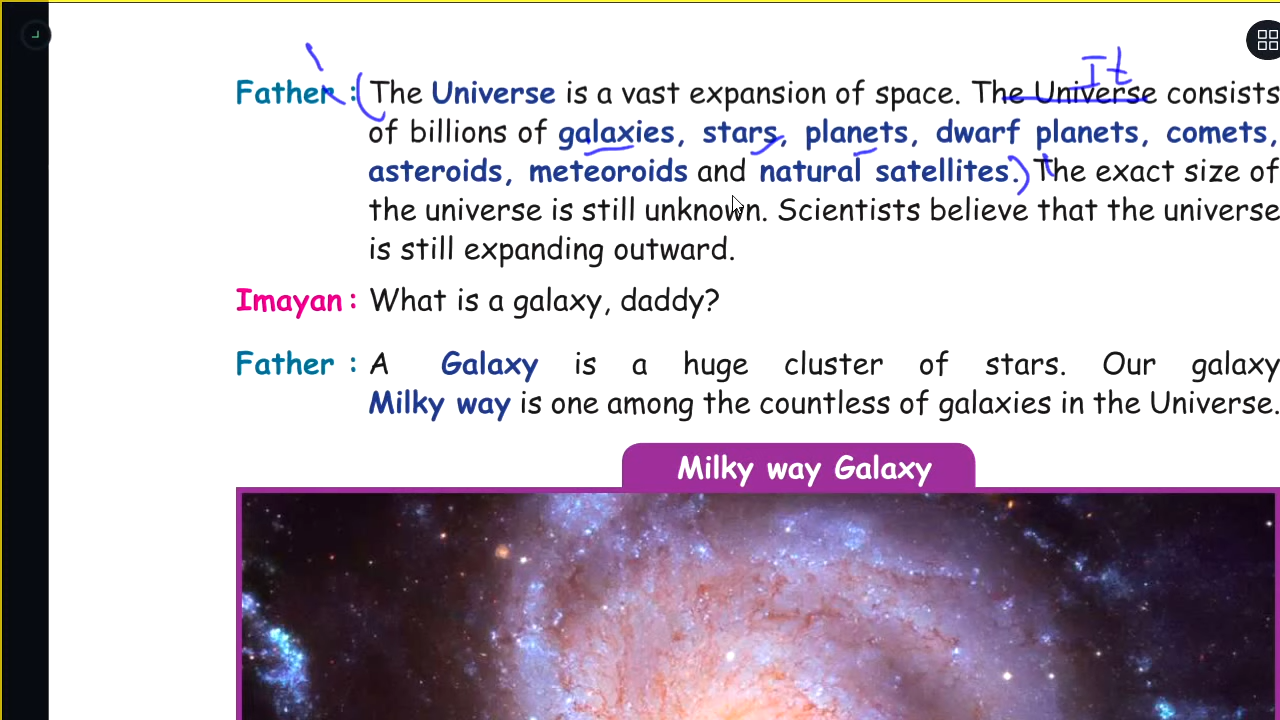 It
Father : The Universe is a vast expansion of space. The Universe consists
of billions of galaxies, stars, planets, dwarf planets, comets,
asteroids, meteoroids and natural satellites. The exact size of
the universe is still unknown. Scientists believe that the universe
is still expanding outward.
Imayan : What is a galaxy, daddy?
Father : A Galaxy is a huge cluster of stars. Our galaxy
Milky way is one among the countless of galaxies in the Universe.
Milky way Galaxy